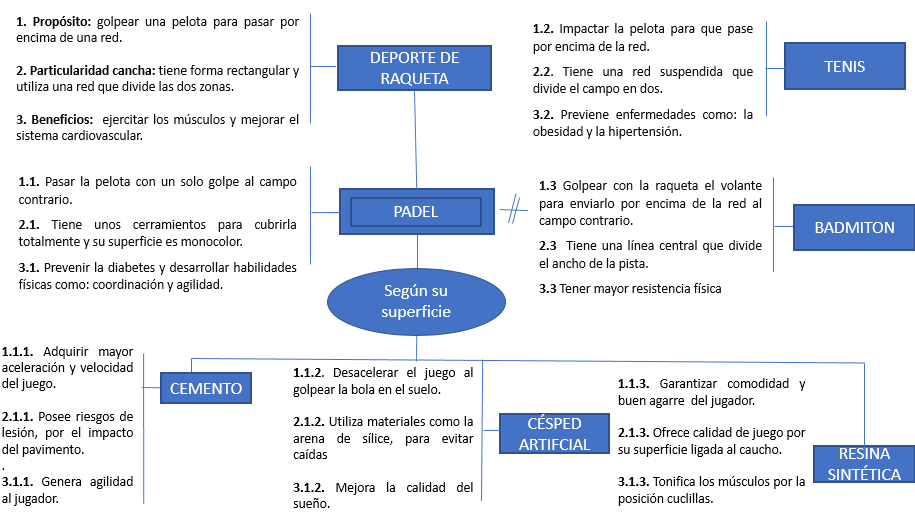 1. Propósito: golpear una pelota para pasar por
encima de una red.
2. Particularidad cancha: tiene forma rectangular y
utiliza una red que divide las dos zonas.
3. Beneficios: ejercitar los músculos y mejorar el
sistema cardiovascular.
DEPORTE DE
RAQUETA
1.2. Impactar la pelota para que pase
por encima de la red.
2.2. Tiene una red suspendida que
divide el campo en dos.
3.2. Previene enfermedades como: la
obesidad y la hipertensión.
TENIS
1.1. Pasar la pelota con un solo golpe al campo
contrario.
2.1. Tiene unos cerramientos para cubrirla
totalmente y su superficie es monocolor.
3.1. Prevenir la diabetes y desarrollar habilidades
físicas como: coordinación y agilidad.
PADEL
1.3 Golpear con la raqueta el volante
para enviarlo por encima de la red al
campo contrario.
2.3 Tiene una línea central que divide
el ancho de la pista.
3.3 Tener mayor resistencia física
BADMITON
Según su
superficie
1.1.1. Adquirir mayor
aceleración y velocidad
del juego.
2.1.1. Posee riesgos de
lesión, por el impacto
del pavimento.
.
3.1.1. Genera agilidad
al jugador.
CEMENTO
1.1.2. Desacelerar el juego al
golpear la bola en el suelo.
2.1.2. Utiliza materiales como la
arena de sílice, para evitar
caídas
3.1.2. Mejora la calidad del
sueño.
CÉSPED
ARTIFCIAL
1.1.3. Garantizar comodidad y
buen agarre del jugador.
2.1.3. Ofrece calidad de juego por
su superficie ligada al caucho.
3.1.3. Tonifica los músculos por la
posición cuclillas.
RESINA
SINTÉTICA